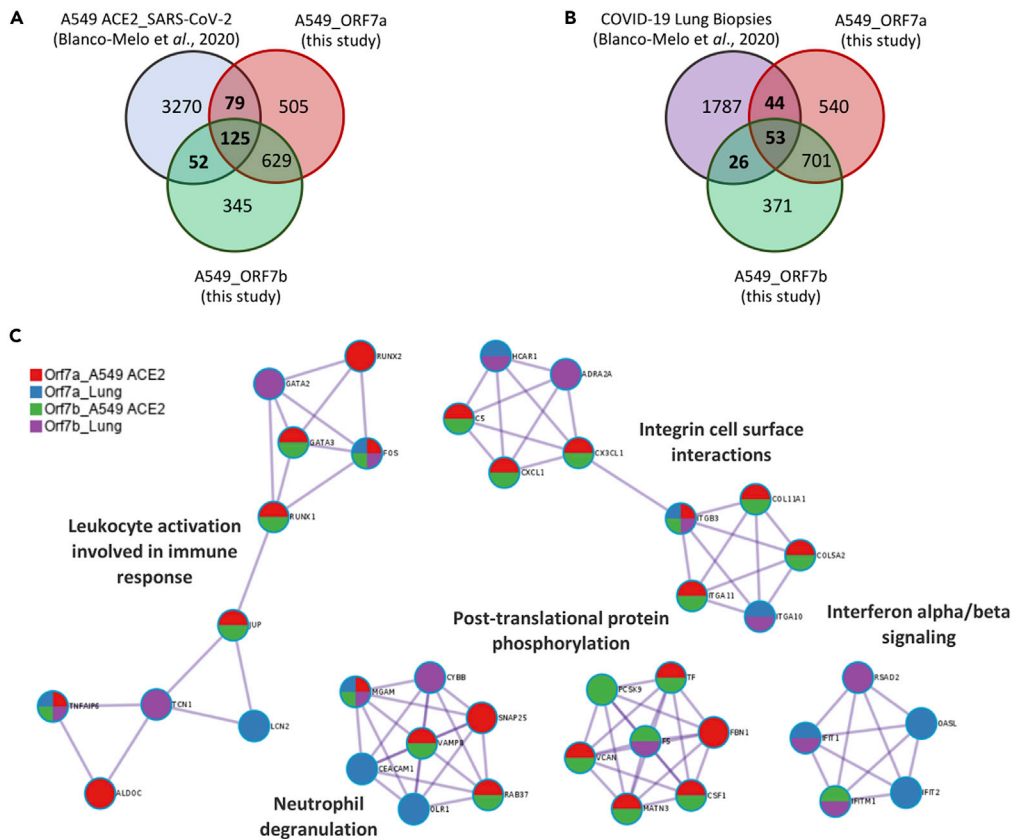 A
A549 ACE2_SARS-CoV-2
(Blanco-Melo et al., 2020)
A549_ORF7a
(this study)
3270
79
505
125
52
629
345
A549_ORF7b
(this study)
B
COVID-19 Lung Biopsies
(Blanco-Melo et al., 2020)
A549_ORF7a
(this study)
1787
44
540
53
26
701
371
A549_ORF7b
(this study)
C
Orf7a_A549 ACE2
Orf7a_Lung
Orf7b_A549 ACE2
Orf7b_Lung
RUNX2
GATA2
GATA3
FOS
RUNX1
Leukocyte activation
involved in immune
response
JUP
TNFAIP6
TCN1
LCN2
ALDOC
HCAR1
ADRA2A
C5
CX3CL1
CXCL1
Integrin cell surface
interactions
COL11A1
ITGB3
COL5A2
ITGA11
ITGA10
Post-translational protein
phosphorylation
Interferon alpha/beta
signaling
MGAM
CYBB
SNAP25
VAMP8
CEACAM1
OLR1
RAB37
Neutrophil
degranulation
PCSK9
TF
FBN1
F5
VCAN
CSF1
MATN3
RSAD2
OASL
IFIT1
IFIT2
IFITM1